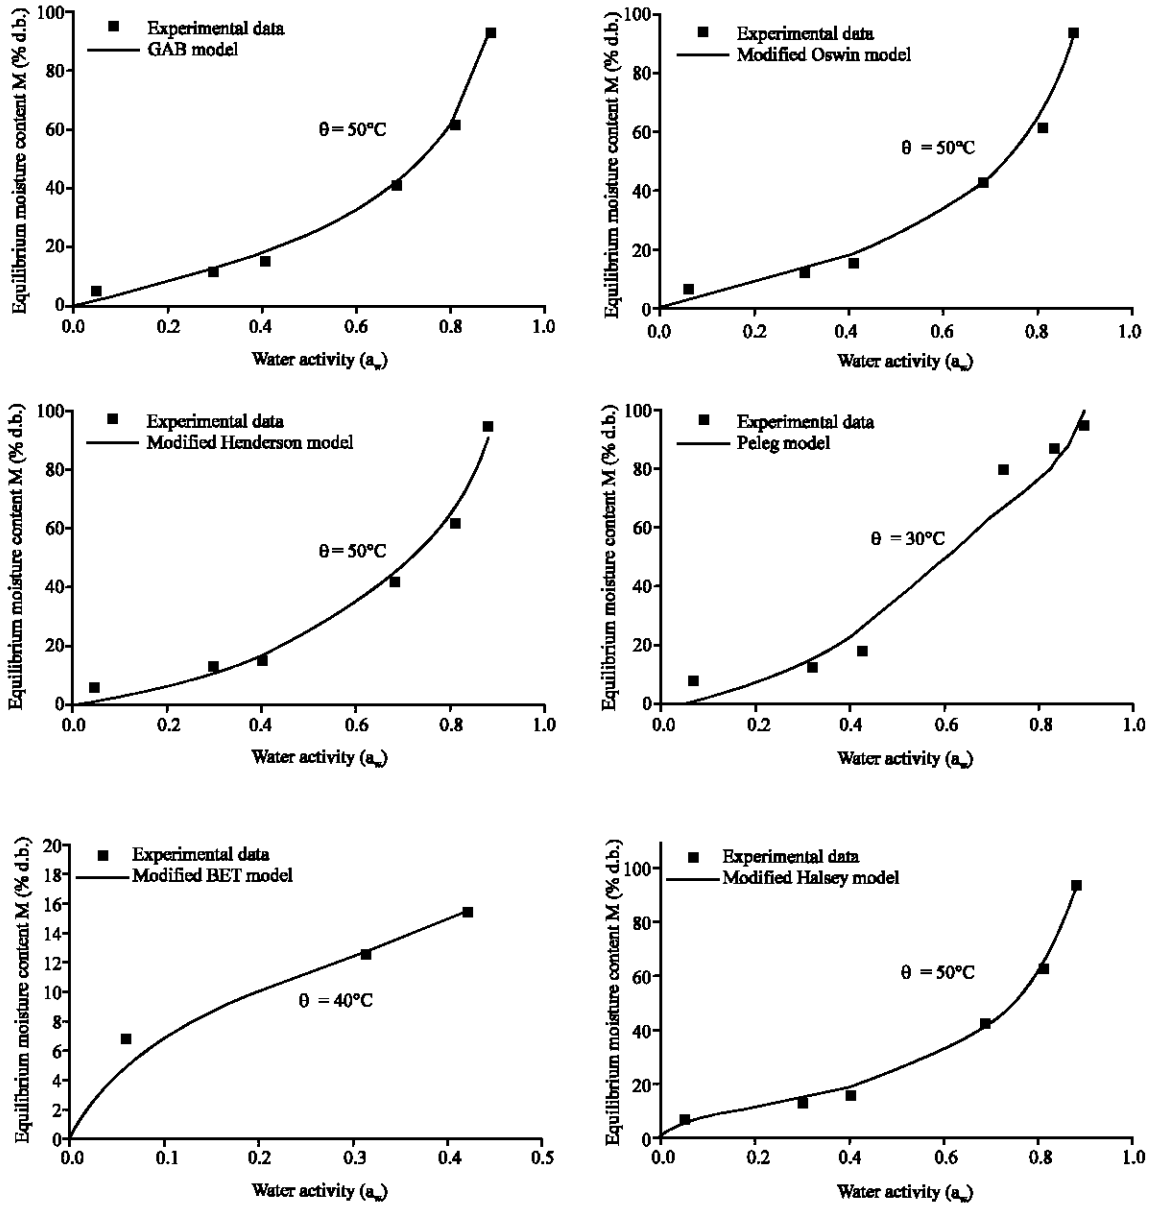 Equilibrium moisture content M (% d.b.)
100
80
60
40
20
0
Experimental data
GAB model
θ = 50°C
0.0 0.2 0.4 0.6 0.8 1.0
Water activity (a_w)
Equilibrium moisture content M (% d.b.)
100
80
60
40
20
0
Experimental data
Modified Oswin model
θ = 50°C
0.0 0.2 0.4 0.6 0.8 1.0
Water activity (a_w)
Equilibrium moisture content M (% d.b.)
100
80
60
40
20
0
Experimental data
Modified Henderson model
θ = 50°C
0.0 0.2 0.4 0.6 0.8 1.0
Water activity (a_w)
Equilibrium moisture content M (% d.b.)
100
80
60
40
20
0
Experimental data
Peleg model
θ = 30°C
0.0 0.2 0.4 0.6 0.8 1.0
Water activity (a_w)
Equilibrium moisture content M (% d.b.)
20
18
16
14
12
10
8
6
4
2
0
Experimental data
Modified BET model
θ = 40°C
0.0 0.1 0.2 0.3 0.4 0.5
Water activity (a_w)
Equilibrium moisture content M (% d.b.)
100
80
60
40
20
0
Experimental data
Modified Halsey model
θ = 50°C
0.0 0.2 0.4 0.6 0.8 1.0
Water activity (a_w)